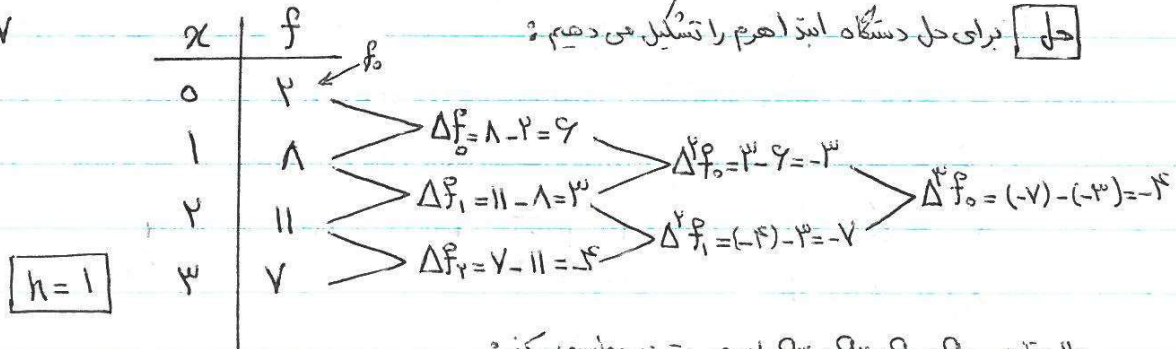 حل برای حل دستگاه ابتدا هرم را تشکیل می دهیم :
x f
f₀
۰ ۲
Δf₀ = ۸ - ۲ = ۶
۱ ۸
Δ²f₀ = ۳ - ۶ = -۳
Δf₁ = ۱۱ - ۸ = ۳
Δ³f₀ = (-۷) - (-۳) = -۴
۲ ۱۱
Δ²f₁ = (-۴) - ۳ = -۷
Δf₂ = ۷ - ۱۱ = -۴
۳ ۷
h = ۱